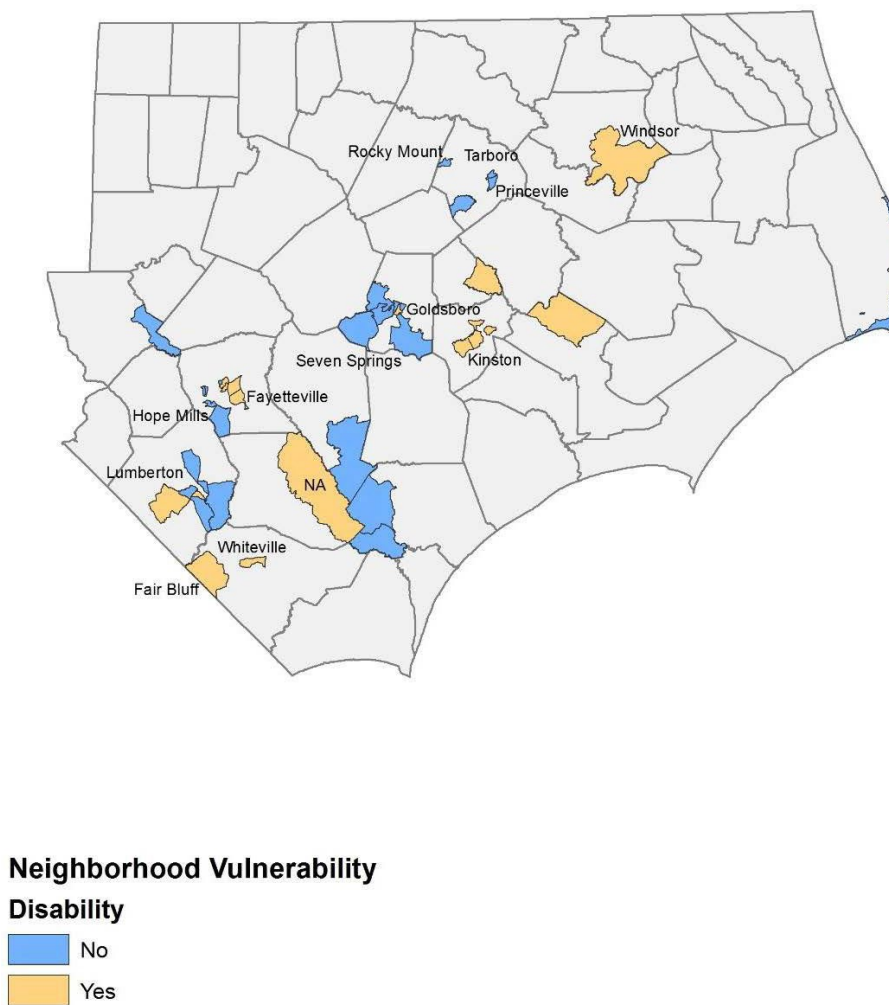 Windsor
Rocky Mount
Tarboro
Princeville
Goldsboro
Seven Springs
Kinston
Fayetteville
Hope Mills
Lumberton
NA
Whiteville
Fair Bluff
Neighborhood Vulnerability
Disability
No
Yes